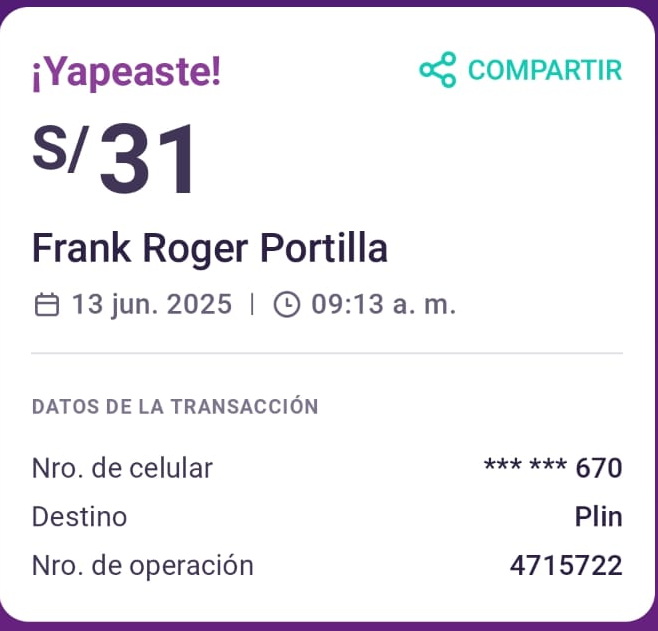 ¡Yapeaste!
COMPARTIR
S/ 31
Frank Roger Portilla
13 jun. 2025 | 09:13 a. m.
DATOS DE LA TRANSACCIÓN
Nro. de celular *** *** 670
Destino Plin
Nro. de operación 4715722